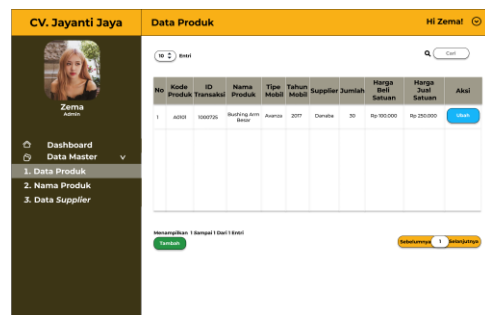 CV. Jayanti Jaya
Data Produk
Hi Zema!
Zema
Admin
Dashboard
Data Master
1. Data Produk
2. Nama Produk
3. Data Supplier
10 Entri
Cari
No Kode Produk ID Transaksi Nama Produk Tipe Mobil Tahun Mobil Supplier Jumlah Harga Beli Satuan Harga Jual Satuan Aksi
1 A0101 1000725 Bushing Arm Besar Avanza 2017 Danaba 50 Rp 100.000 Rp 250.000 Ubah
Menampilkan 1 Sampai 1 Dari 1 Entri
Tambah
Sebelumnya 1 Selanjutnya